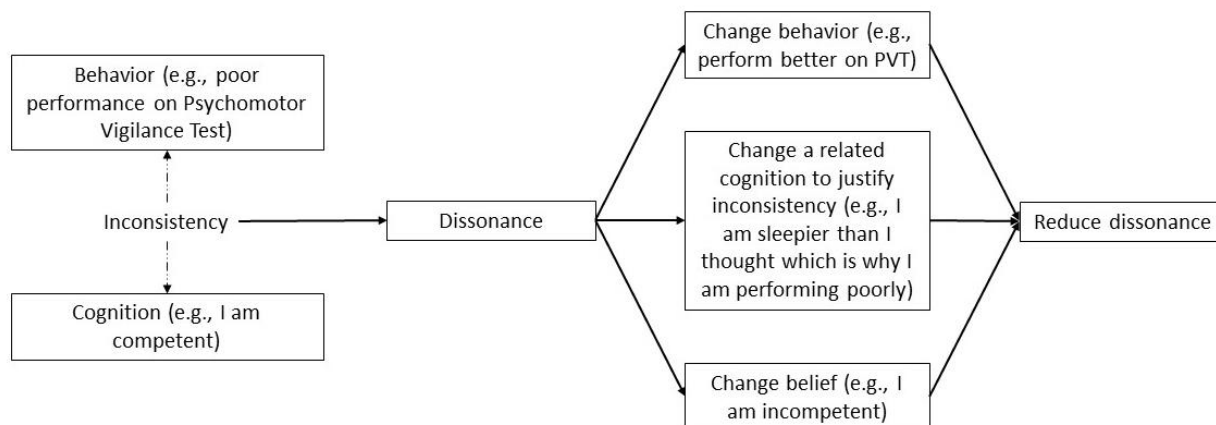 Behavior (e.g., poor
performance on Psychomotor
Vigilance Test)
Inconsistency
Cognition (e.g., I am
competent)
Dissonance
Change behavior (e.g.,
perform better on PVT)
Change a related
cognition to justify
inconsistency (e.g., I
am sleepier than I
thought which is why I
am performing poorly)
Change belief (e.g., I
am incompetent)
Reduce dissonance